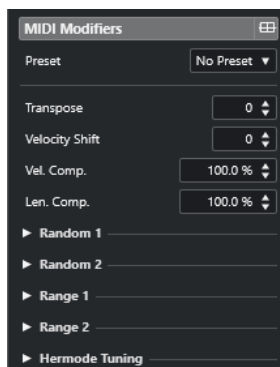 MIDI Modifiers
Preset No Preset
Transpose 0
Velocity Shift 0
Vel. Comp. 100.0 %
Len. Comp. 100.0 %
Random 1
Random 2
Range 1
Range 2
Hermode Tuning